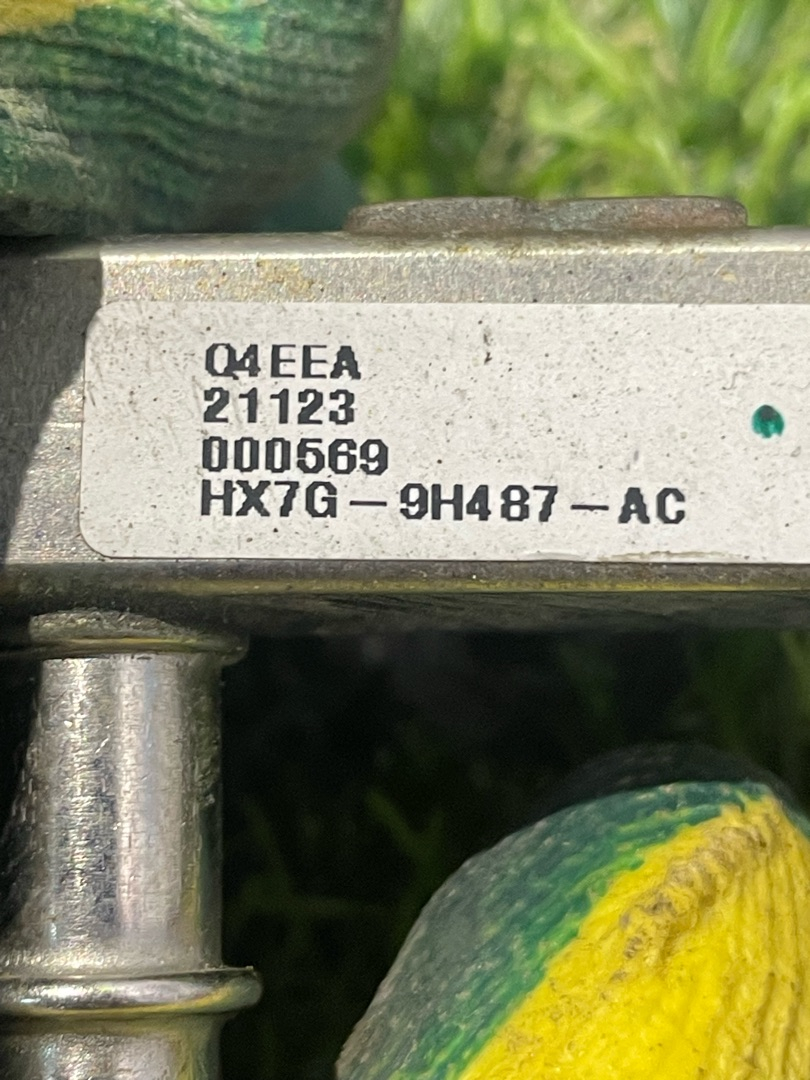 Q4EEA
21123
000569
HX7G-9H487-AC